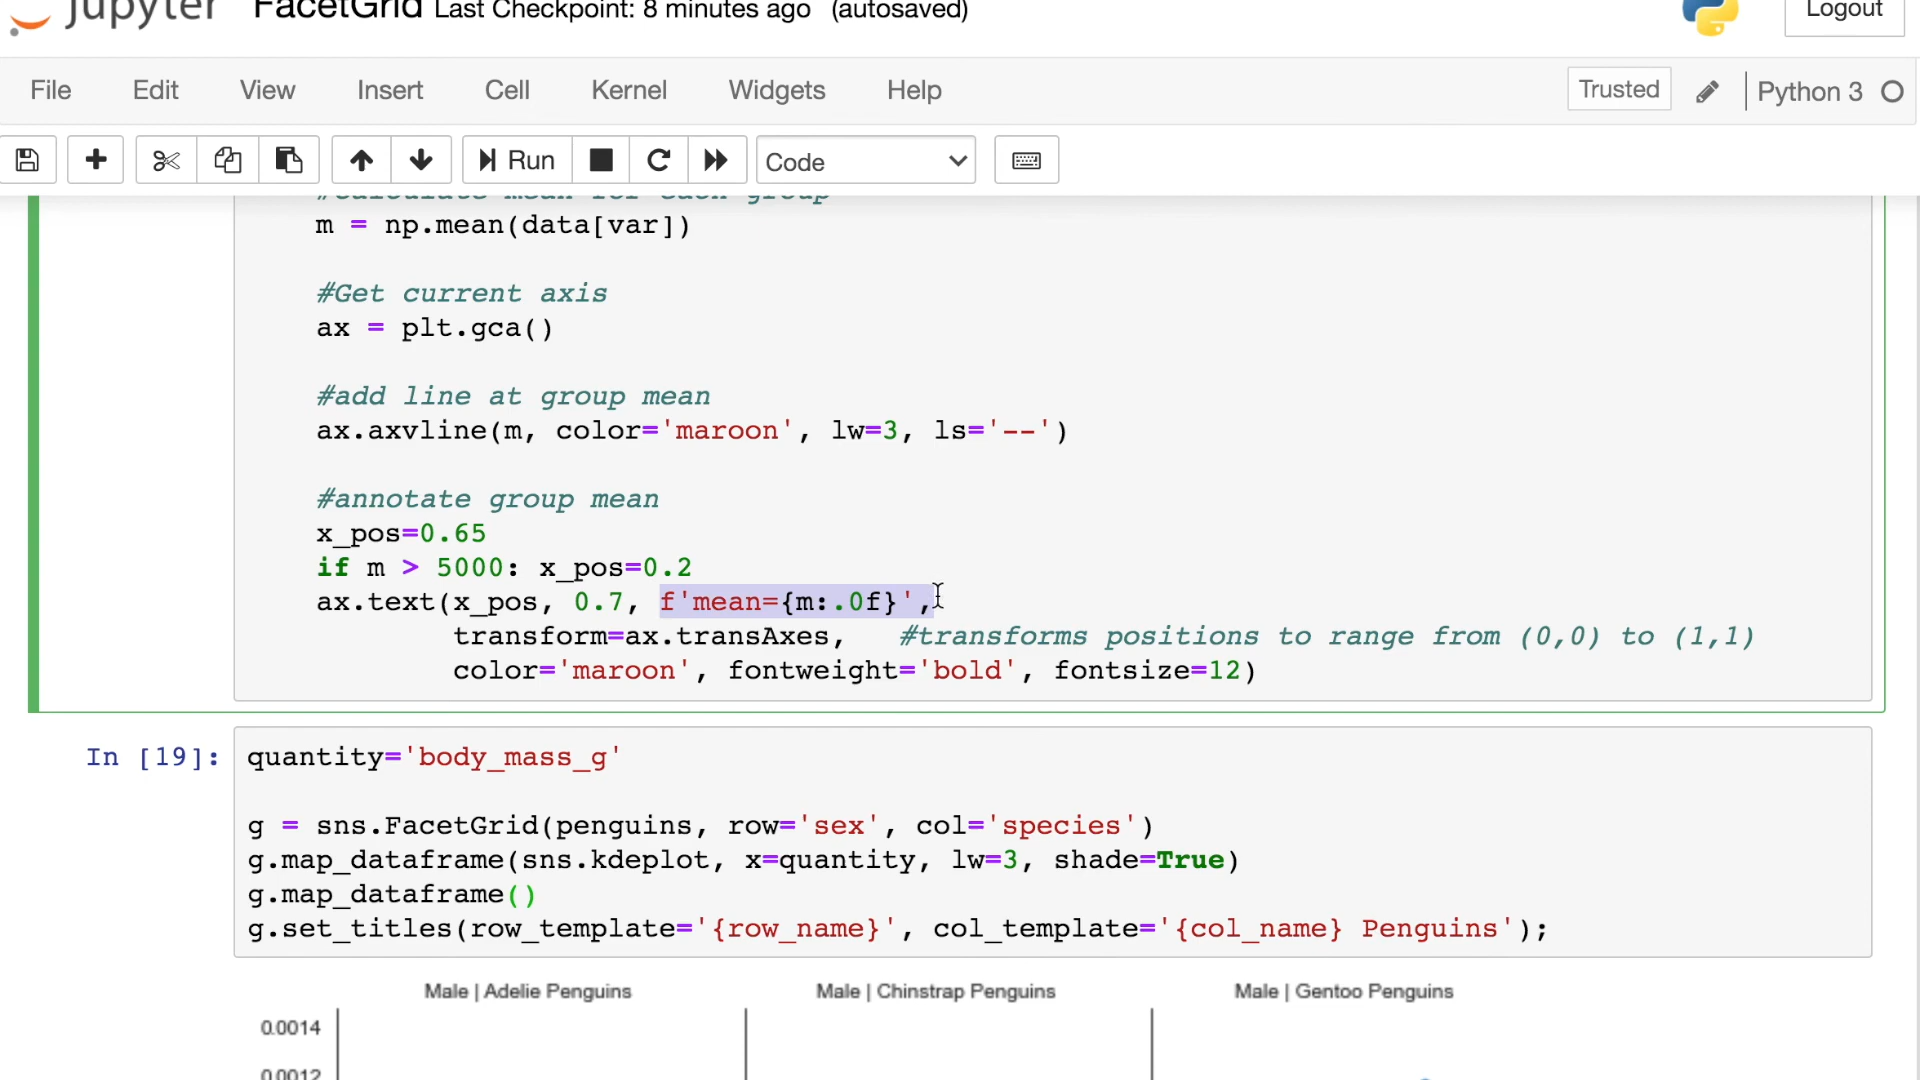 jupyter FacetGrid Last Checkpoint: 8 minutes ago (autosaved)
Logout
File Edit View Insert Cell Kernel Widgets Help
Trusted Python 3
Run Code
#Calculate mean for each group
m = np.mean(data[var])
#Get current axis
ax = plt.gca()
#add line at group mean
ax.axvline(m, color='maroon', lw=3, ls='--')
#annotate group mean
x_pos=0.65
if m > 5000: x_pos=0.2
ax.text(x_pos, 0.7, f'mean={m:.0f}',
transform=ax.transAxes, #transforms positions to range from (0,0) to (1,1)
color='maroon', fontweight='bold', fontsize=12)
In [19]: quantity='body_mass_g'
g = sns.FacetGrid(penguins, row='sex', col='species')
g.map_dataframe(sns.kdeplot, x=quantity, lw=3, shade=True)
g.map_dataframe()
g.set_titles(row_template='{row_name}', col_template='{col_name} Penguins');
Male | Adelie Penguins Male | Chinstrap Penguins Male | Gentoo Penguins
0.0014
0.0012